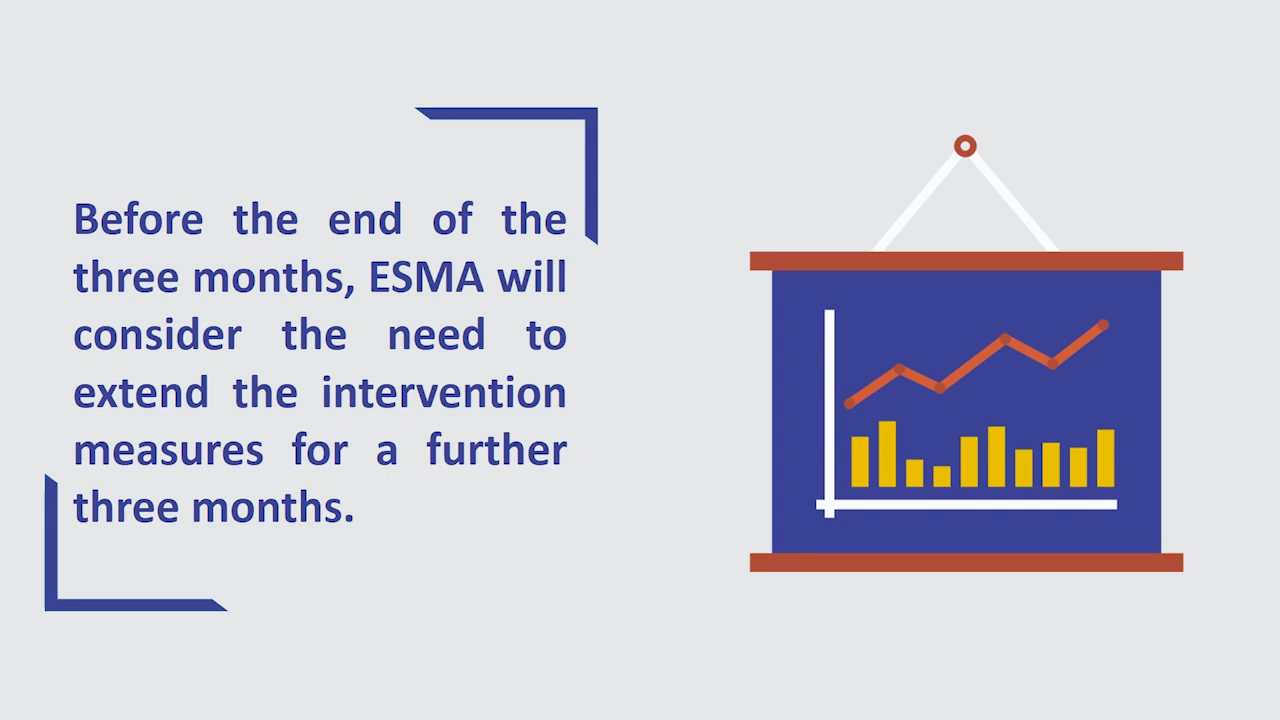 Before the end of the
three months, ESMA will
consider the need to
extend the intervention
measures for a further
three months.